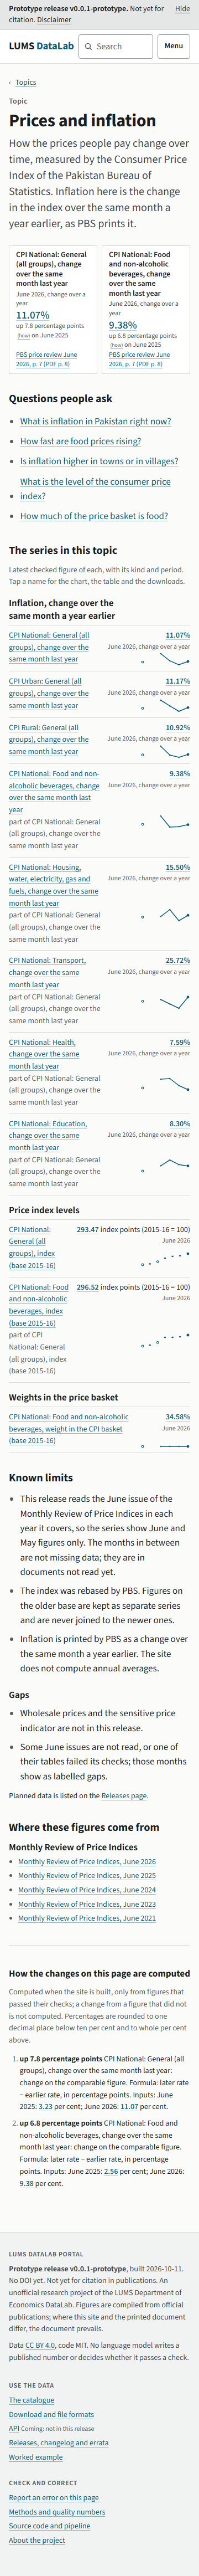 Prototype release v0.0.1-prototype. Not yet for
citation. Disclaimer
Hide
LUMS DataLab
Search
Menu
‹ Topics
Topic
Prices and inflation
How the prices people pay change over
time, measured by the Consumer Price
Index of the Pakistan Bureau of
Statistics. Inflation here is the change
in the index over the same month a
year earlier, as PBS prints it.
CPI National: General
(all groups), change
over the same
month last year
June 2026, change over a
year
11.07%
up 7.8 percentage points
(how) on June 2025
PBS price review June
2026, p. 7 (PDF p. 8)
CPI National: Food
and non-alcoholic
beverages, change
over the same
month last year
June 2026, change over a
year
9.38%
up 6.8 percentage points
(how) on June 2025
PBS price review June
2026, p. 7 (PDF p. 8)
Questions people ask
What is inflation in Pakistan right now?
How fast are food prices rising?
Is inflation higher in towns or in villages?
What is the level of the consumer price
index?
How much of the price basket is food?
The series in this topic
Latest checked figure of each, with its kind and period.
Tap a name for the chart, the table and the downloads.
Inflation, change over the
same month a year earlier
CPI National: General (all
groups), change over the
same month last year
11.07%
June 2026, change over a year
CPI Urban: General (all
groups), change over the
same month last year
11.17%
June 2026, change over a year
CPI Rural: General (all
groups), change over the
same month last year
10.92%
June 2026, change over a year
CPI National: Food and non-
alcoholic beverages, change
over the same month last
year
part of CPI National: General
(all groups), change over the
same month last year
9.38%
June 2026, change over a year
CPI National: Housing,
water, electricity, gas and
fuels, change over the same
month last year
part of CPI National: General
(all groups), change over the
same month last year
15.50%
June 2026, change over a year
CPI National: Transport,
change over the same
month last year
part of CPI National: General
(all groups), change over the
same month last year
25.72%
June 2026, change over a year
CPI National: Health,
change over the same
month last year
part of CPI National: General
(all groups), change over the
same month last year
7.59%
June 2026, change over a year
CPI National: Education,
change over the same
month last year
part of CPI National: General
(all groups), change over the
same month last year
8.30%
June 2026, change over a year
Price index levels
CPI National:
General (all
groups), index
(base 2015-16)
293.47 index points (2015-16 = 100)
June 2026
CPI National: Food
and non-alcoholic
beverages, index
(base 2015-16)
part of CPI
National: General
(all groups), index
(base 2015-16)
296.52 index points (2015-16 = 100)
June 2026
Weights in the price basket
CPI National: Food and non-alcoholic
beverages, weight in the CPI basket
(base 2015-16)
34.58%
June 2026
Known limits
This release reads the June issue of the
Monthly Review of Price Indices in each
year it covers, so the series show June and
May figures only. The months in between
are not missing data; they are in
documents not read yet.
The index was rebased by PBS. Figures on
the older base are kept as separate series
and are never joined to the newer ones.
Inflation is printed by PBS as a change over
the same month a year earlier. The site
does not compute annual averages.
Gaps
Wholesale prices and the sensitive price
indicator are not in this release.
Some June issues are not read, or one of
their tables failed its checks; those months
show as labelled gaps.
Planned data is listed on the Releases page.
Where these figures come from
Monthly Review of Price Indices
Monthly Review of Price Indices, June 2026
Monthly Review of Price Indices, June 2025
Monthly Review of Price Indices, June 2024
Monthly Review of Price Indices, June 2023
Monthly Review of Price Indices, June 2021
How the changes on this page are computed
Computed when the site is built, only from figures that
passed their checks; a change from a figure that did not
is not computed. Percentages are rounded to one
decimal place below ten per cent and to whole per cent
above.
1. up 7.8 percentage points CPI National: General (all
groups), change over the same month last year:
change on the comparable figure. Formula: later rate
− earlier rate, in percentage points. Inputs: June
2025: 3.23 per cent; June 2026: 11.07 per cent.
2. up 6.8 percentage points CPI National: Food and
non-alcoholic beverages, change over the same
month last year: change on the comparable figure.
Formula: later rate − earlier rate, in percentage
points. Inputs: June 2025: 2.56 per cent; June 2026:
9.38 per cent.
LUMS DATALAB PORTAL
Prototype release v0.0.1-prototype, built 2026-10-11.
No DOI yet. Not yet for citation in publications. An
unofficial research project of the LUMS Department of
Economics DataLab. Figures are compiled from official
publications; where this site and the printed document
differ, the document prevails.
Data CC BY 4.0, code MIT. No language model writes a
published number or decides whether it passes a check.
USE THE DATA
The catalogue
Download and file formats
API Coming: not in this release
Releases, changelog and errata
Worked example
CHECK AND CORRECT
Report an error on this page
Methods and quality numbers
Source code and pipeline
About the project